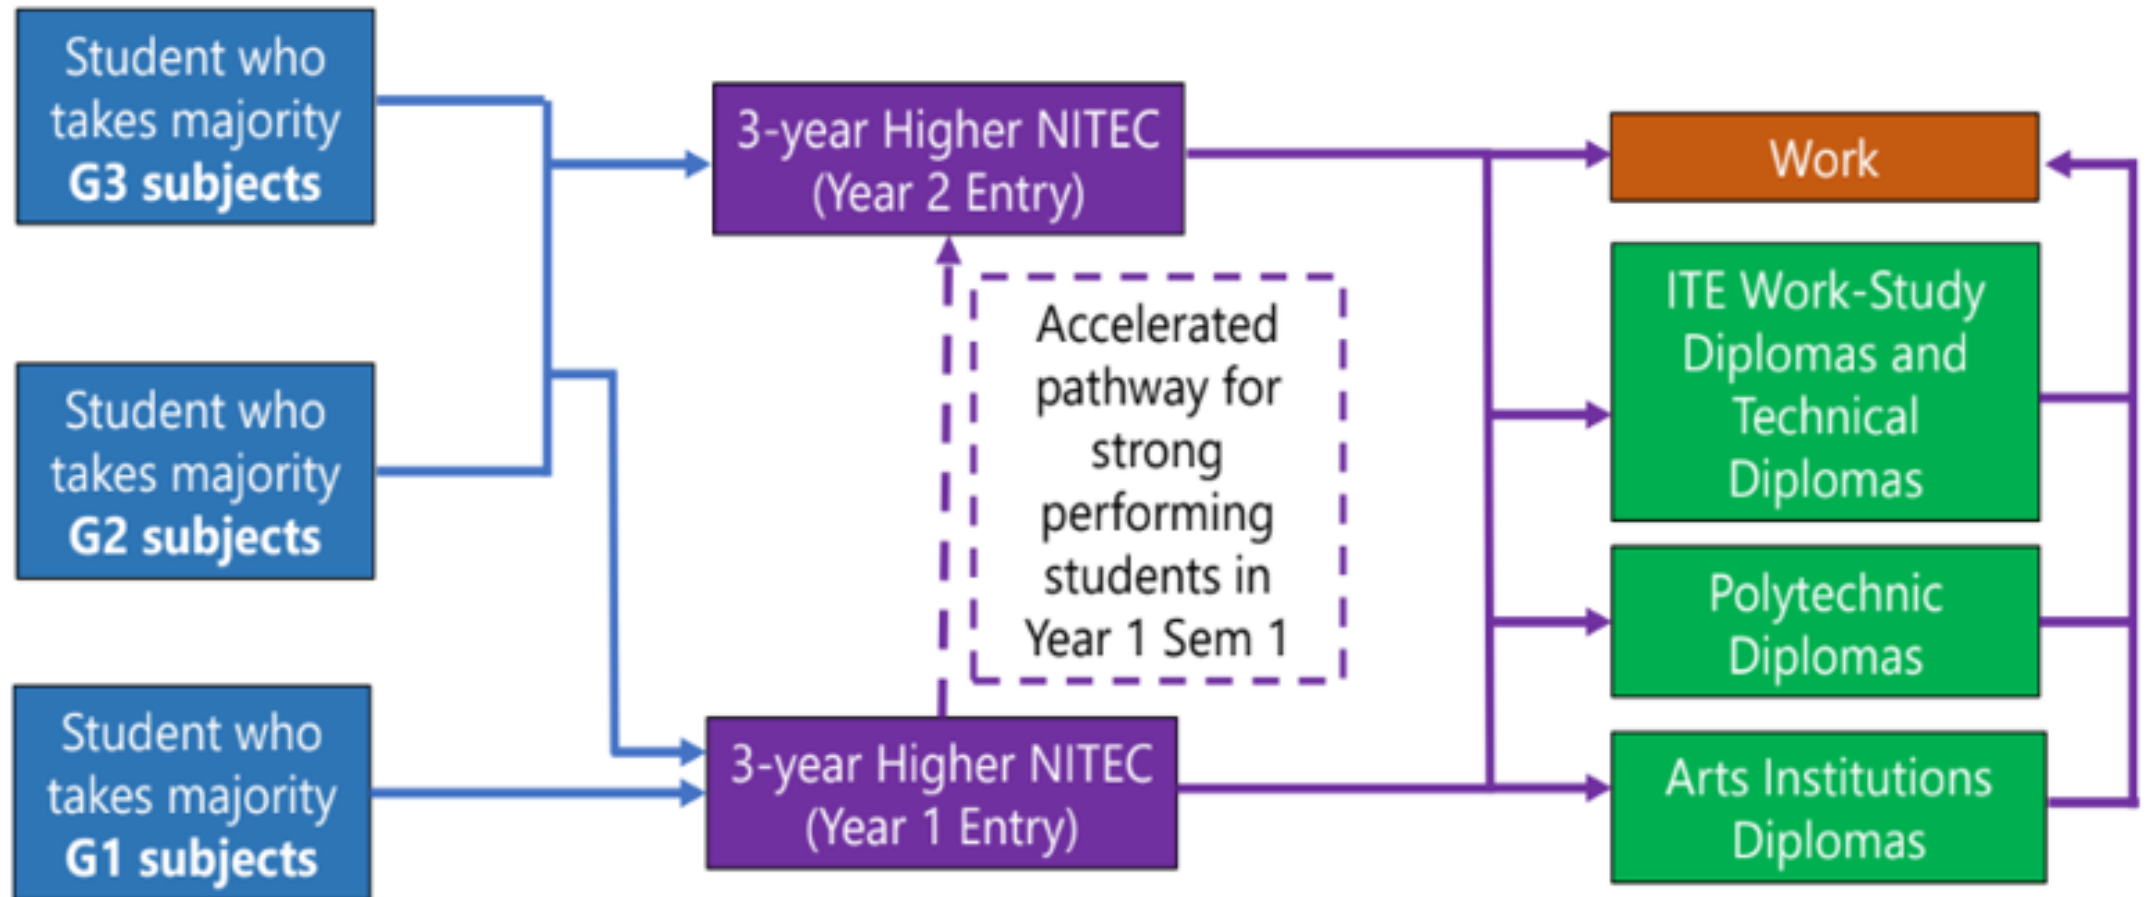 Student who
takes majority
G3 subjects
Student who
takes majority
G2 subjects
Student who
takes majority
G1 subjects
3-year Higher NITEC
(Year 2 Entry)
Accelerated
pathway for
strong
performing
students in
Year 1 Sem 1
3-year Higher NITEC
(Year 1 Entry)
Work
ITE Work-Study
Diplomas and
Technical
Diplomas
Polytechnic
Diplomas
Arts Institutions
Diplomas